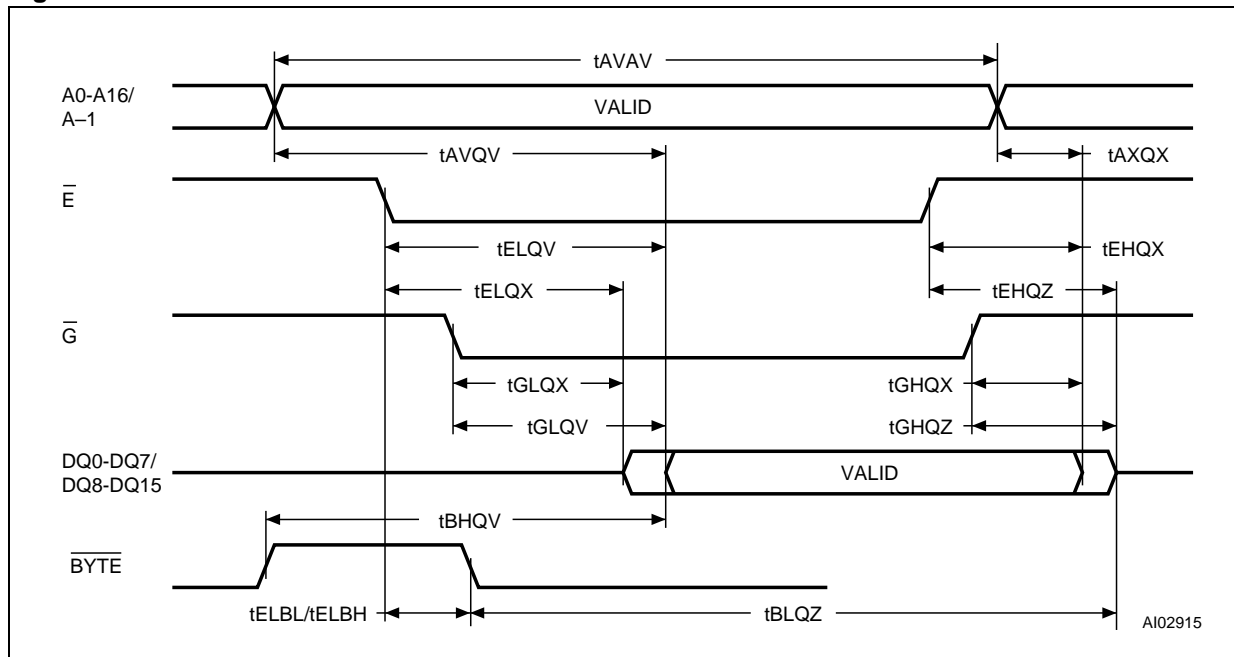 tAVAV
A0-A16/
A–1
VALID
tAVQV
tAXQX
E
tELQV
tEHQX
tELQX
tEHQZ
G
tGLQX
tGHQX
tGLQV
tGHQZ
DQ0-DQ7/
DQ8-DQ15
VALID
tBHQV
BYTE
tELBL/tELBH
tBLQZ
AI02915